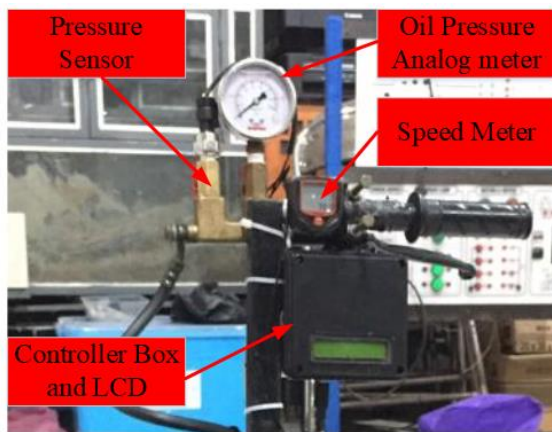 Pressure
Sensor
Oil Pressure
Analog meter
Speed Meter
Controller Box
and LCD